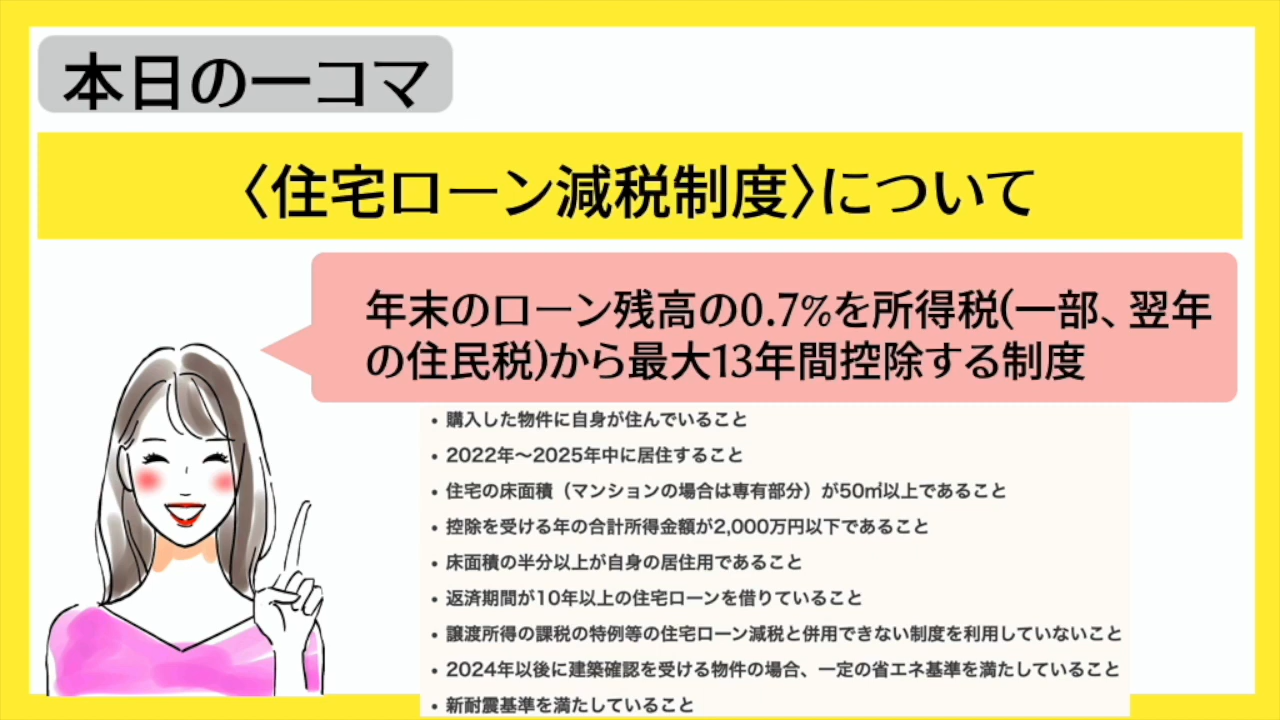 本日の一コマ
〈住宅ローン減税制度〉について
年末のローン残高の0.7%を所得税(一部、翌年
の住民税)から最大13年間控除する制度
• 購入した物件に自身が住んでいること
• 2022年〜2025年中に居住すること
• 住宅の床面積（マンションの場合は専有部分）が50㎡以上であること
• 控除を受ける年の合計所得金額が2,000万円以下であること
• 床面積の半分以上が自身の居住用であること
• 返済期間が10年以上の住宅ローンを借りていること
• 譲渡所得の課税の特例等の住宅ローン減税と併用できない制度を利用していないこと
• 2024年以後に建築確認を受ける物件の場合、一定の省エネ基準を満たしていること
• 新耐震基準を満たしていること